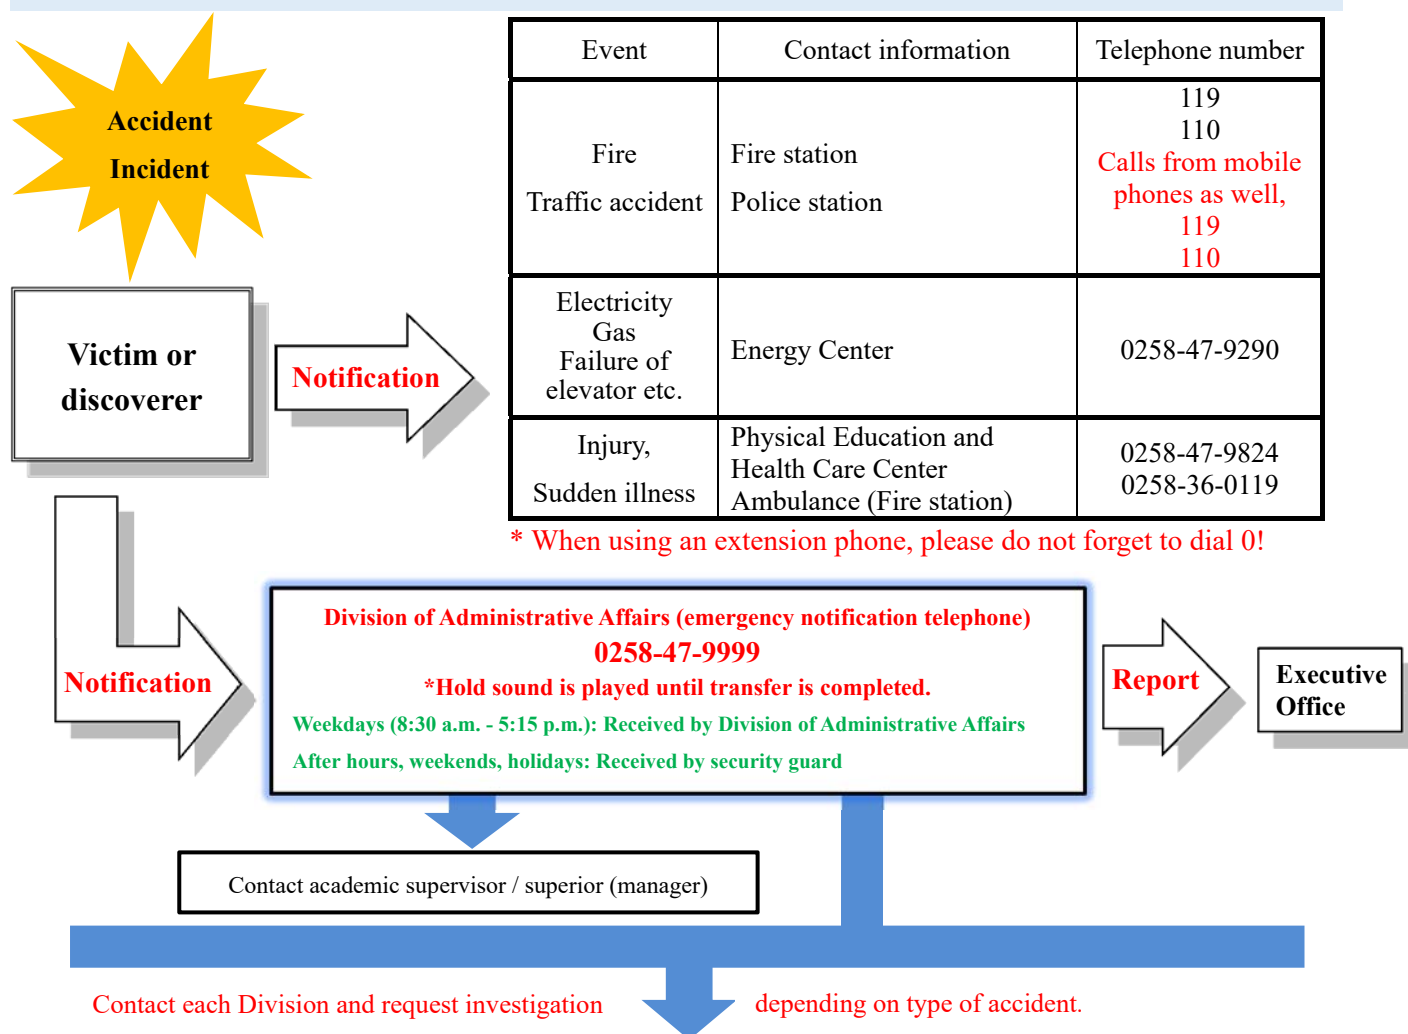 Accident
Incident
Event
Contact information
Telephone number
Fire
Traffic accident
Fire station
Police station
119
110
Calls from mobile
phones as well,
119
110
Electricity
Gas
Failure of
elevator etc.
Energy Center
0258-47-9290
Injury,
Sudden illness
Physical Education and
Health Care Center
Ambulance (Fire station)
0258-47-9824
0258-36-0119
* When using an extension phone, please do not forget to dial 0!
Victim or
discoverer
Notification
Notification
Division of Administrative Affairs (emergency notification telephone)
0258-47-9999
*Hold sound is played until transfer is completed.
Weekdays (8:30 a.m. - 5:15 p.m.): Received by Division of Administrative Affairs
After hours, weekends, holidays: Received by security guard
Report
Executive
Office
Contact academic supervisor / superior (manager)
Contact each Division and request investigation depending on type of accident.